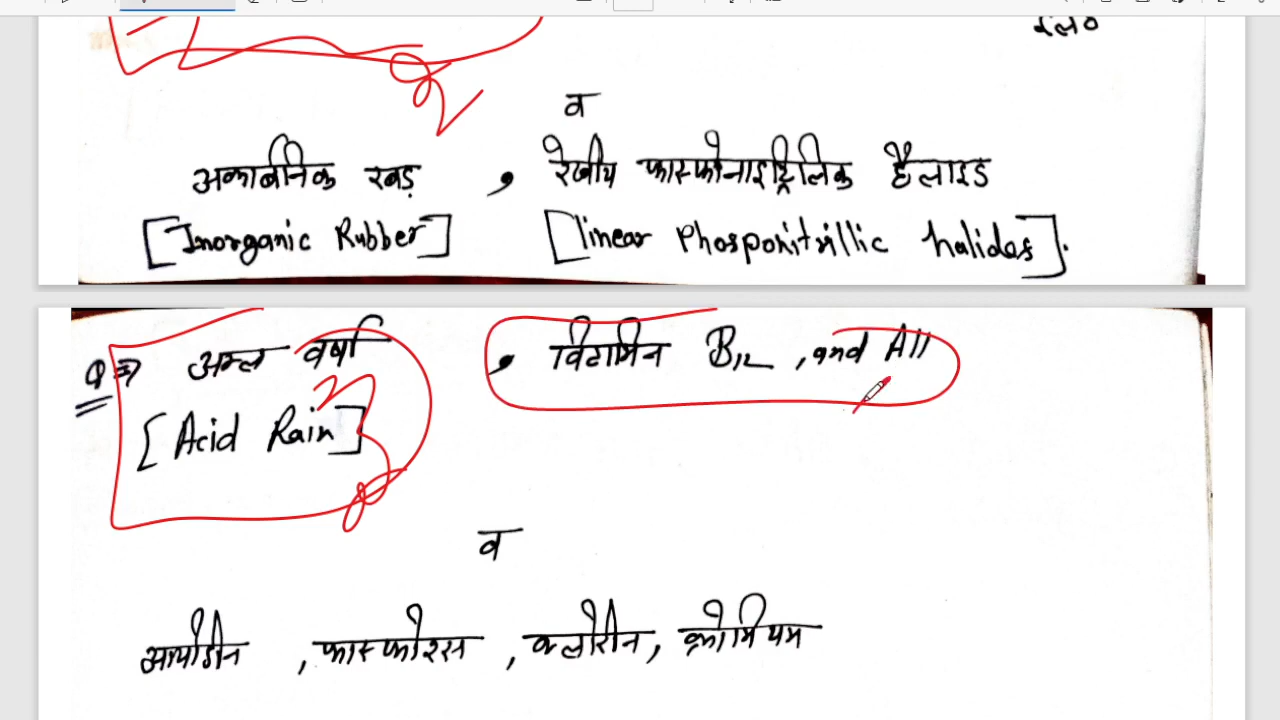 व
अकार्बनिक रबड़ , रेखीय फास्फोनाइट्रिलिक हैलाइड
[Inorganic Rubber] [linear Phosponitrillic halides].
Q ⇒ अम्ल वर्षा , विटामिन B12 , and All
[Acid Rain]
व
आयोडीन , फास्फोरस , क्लोरीन, क्रोमियम